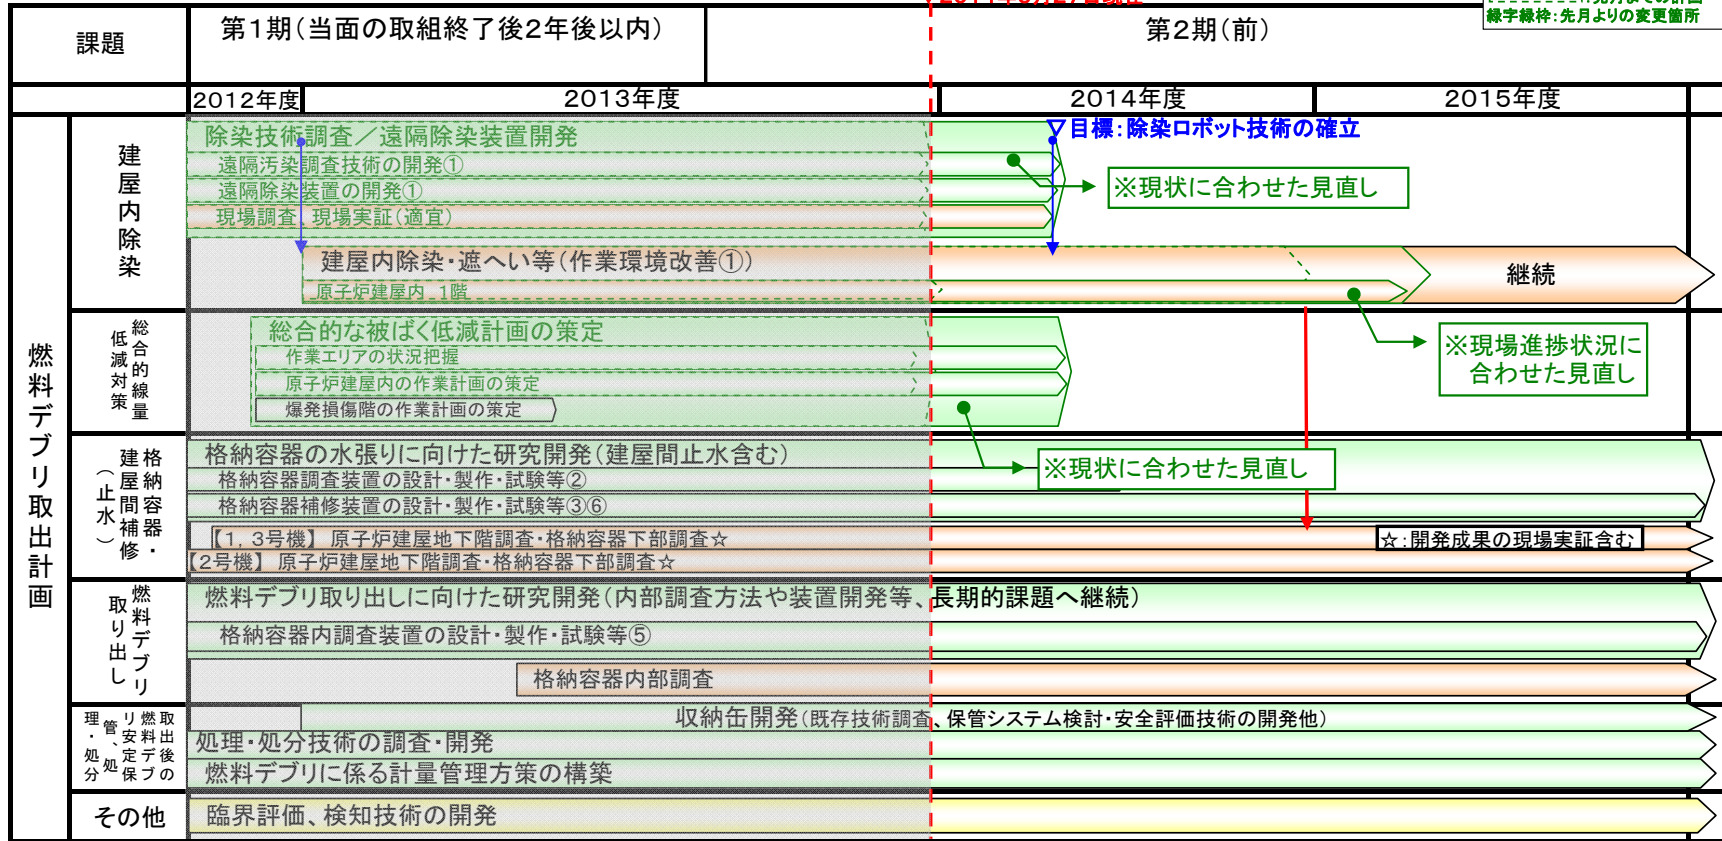 緑字緑枠：先月よりの変更箇所
課題
第１期（当面の取組終了後２年後以内）
第２期（前）
２０１２年度
２０１３年度
２０１４年度
２０１５年度
燃料デブリ取出計画
建屋内除染
除染技術調査／遠隔除染装置開発
▽目標：除染ロボット技術の確立
遠隔汚染調査技術の開発①
遠隔除染装置の開発①
※現状に合わせた見直し
現場調査、現場実証（適宜）
建屋内除染・遮へい等（作業環境改善①）
継続
原子炉建屋内 １階
総合的線量
低減対策
総合的な被ばく低減計画の策定
作業エリアの状況把握
原子炉建屋内の作業計画の策定
爆発損傷階の作業計画の策定
※現場進捗状況に
合わせた見直し
格納容器・
建屋間補修
（止水）
格納容器の水張りに向けた研究開発（建屋間止水含む）
格納容器調査装置の設計・製作・試験等②
※現状に合わせた見直し
格納容器補修装置の設計・製作・試験等③⑥
【１，３号機】 原子炉建屋地下階調査・格納容器下部調査☆
☆：開発成果の現場実証含む
【２号機】 原子炉建屋地下階調査・格納容器下部調査☆
燃料デブリ
取り出し
燃料デブリ取り出しに向けた研究開発（内部調査方法や装置開発等、長期的課題へ継続）
格納容器内調査装置の設計・製作・試験等⑤
格納容器内部調査
取出後の
燃料デブ
リ安定保
管、処
理・処分
収納缶開発（既存技術調査、保管システム検討・安全評価技術の開発他）
処理・処分技術の調査・開発
燃料デブリに係る計量管理方策の構築
その他
臨界評価、検知技術の開発